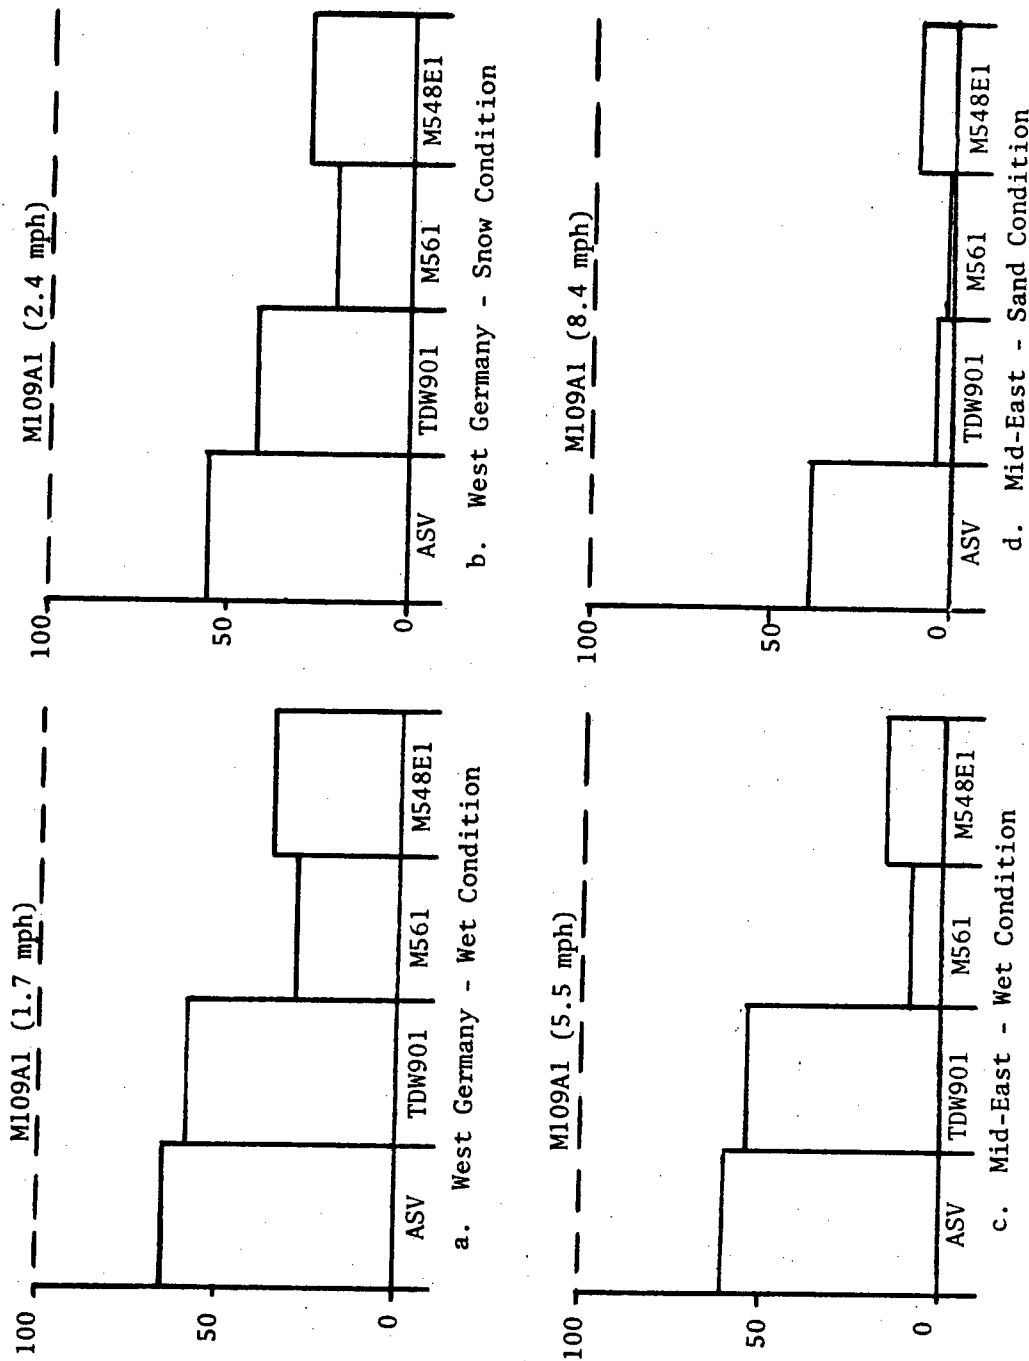 M109A1 (1.7 mph)
100
50
0
ASV TDW901 M561 M548E1
a. West Germany - Wet Condition
M109A1 (2.4 mph)
100
50
0
ASV TDW901 M561 M548E1
b. West Germany - Snow Condition
M109A1 (5.5 mph)
100
50
0
ASV TDW901 M561 M548E1
c. Mid-East - Wet Condition
M109A1 (8.4 mph)
100
50
0
ASV TDW901 M561 M548E1
d. Mid-East - Sand Condition